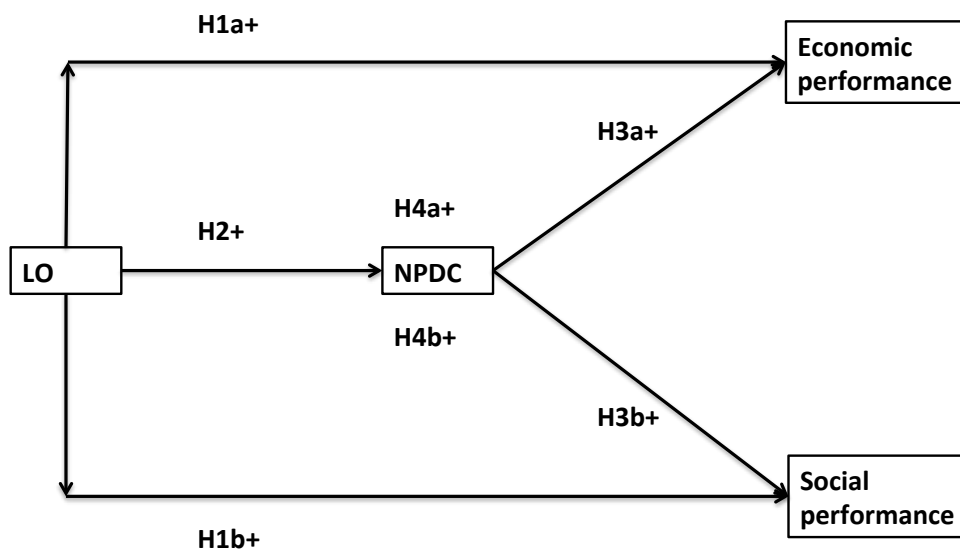 H1a+
Economic
performance
H3a+
H4a+
H2+
LO
NPDC
H4b+
H3b+
Social
performance
H1b+